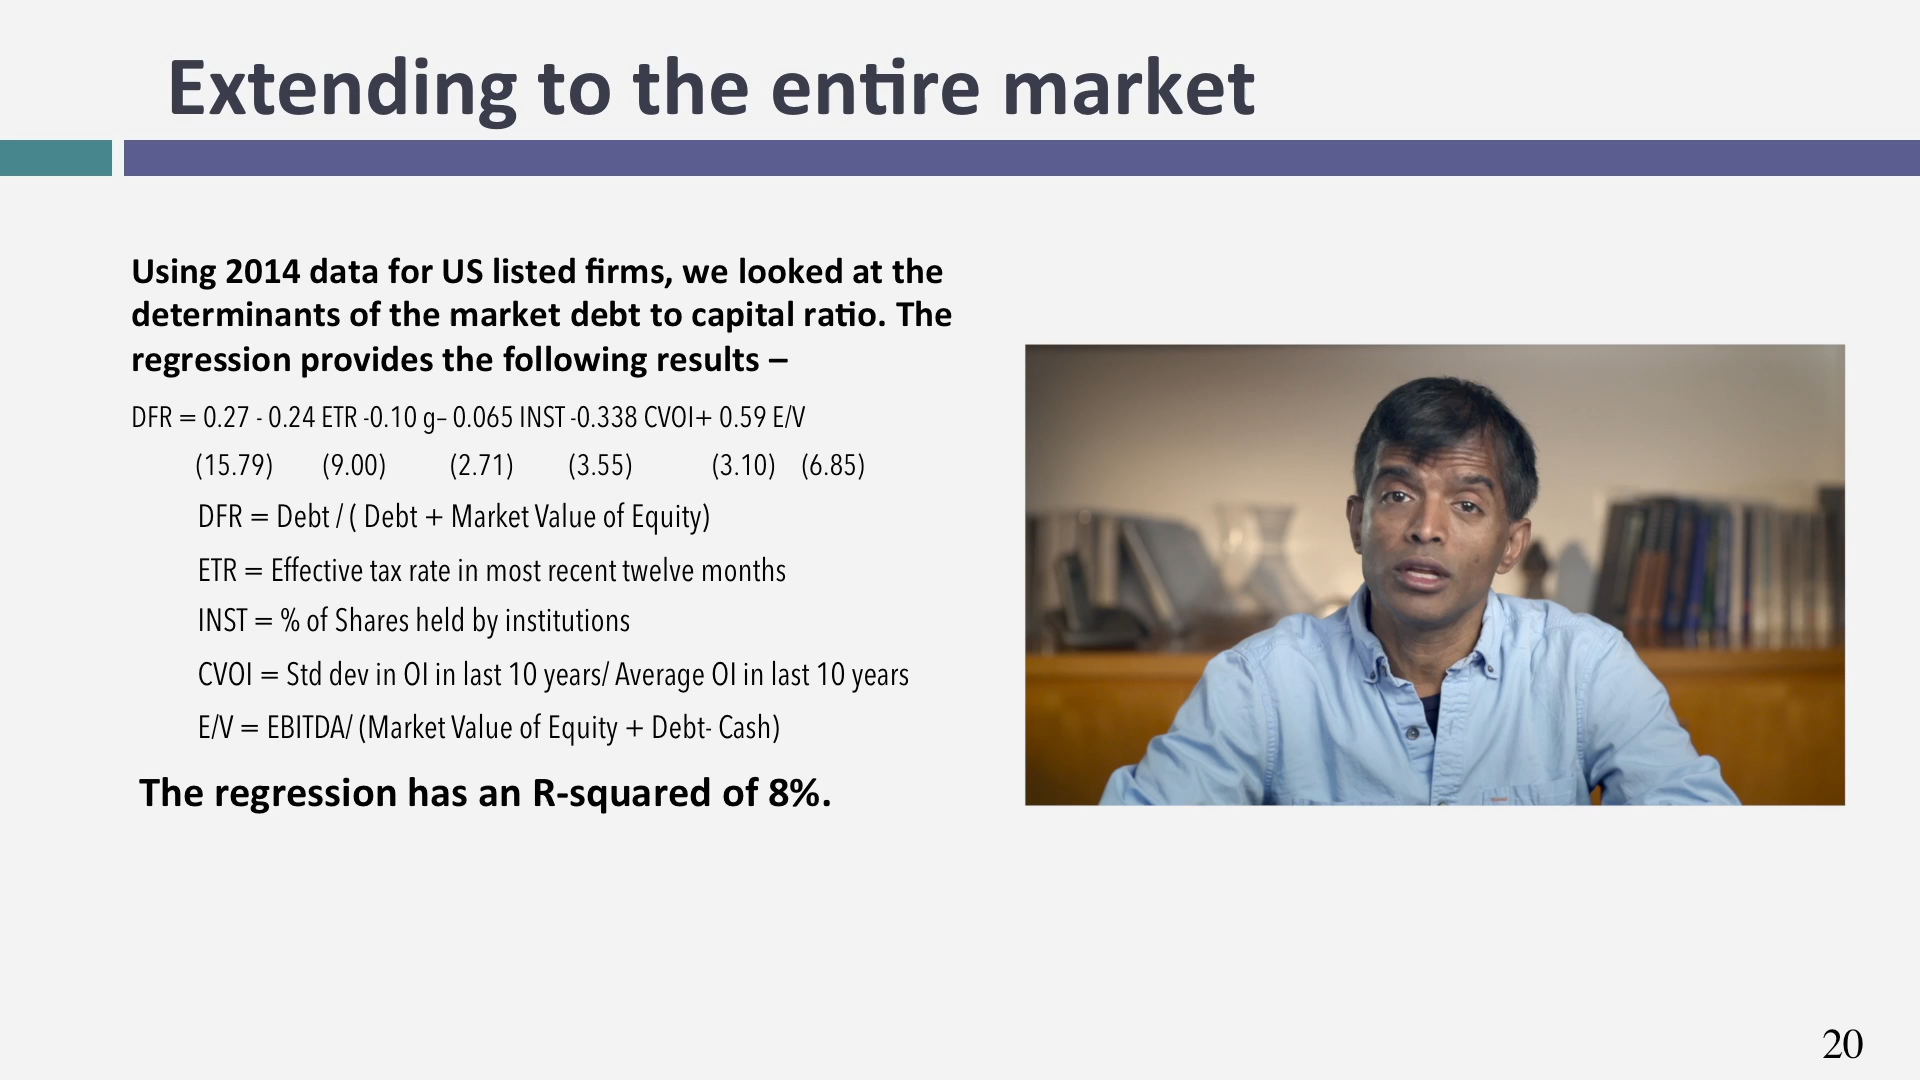 Extending to the entire market
Using 2014 data for US listed firms, we looked at the
determinants of the market debt to capital ratio. The
regression provides the following results –
DFR = 0.27 - 0.24 ETR -0.10 g– 0.065 INST -0.338 CVOI+ 0.59 E/V
(15.79) (9.00) (2.71) (3.55) (3.10) (6.85)
DFR = Debt / ( Debt + Market Value of Equity)
ETR = Effective tax rate in most recent twelve months
INST = % of Shares held by institutions
CVOI = Std dev in OI in last 10 years/ Average OI in last 10 years
E/V = EBITDA/ (Market Value of Equity + Debt- Cash)
The regression has an R-squared of 8%.
20